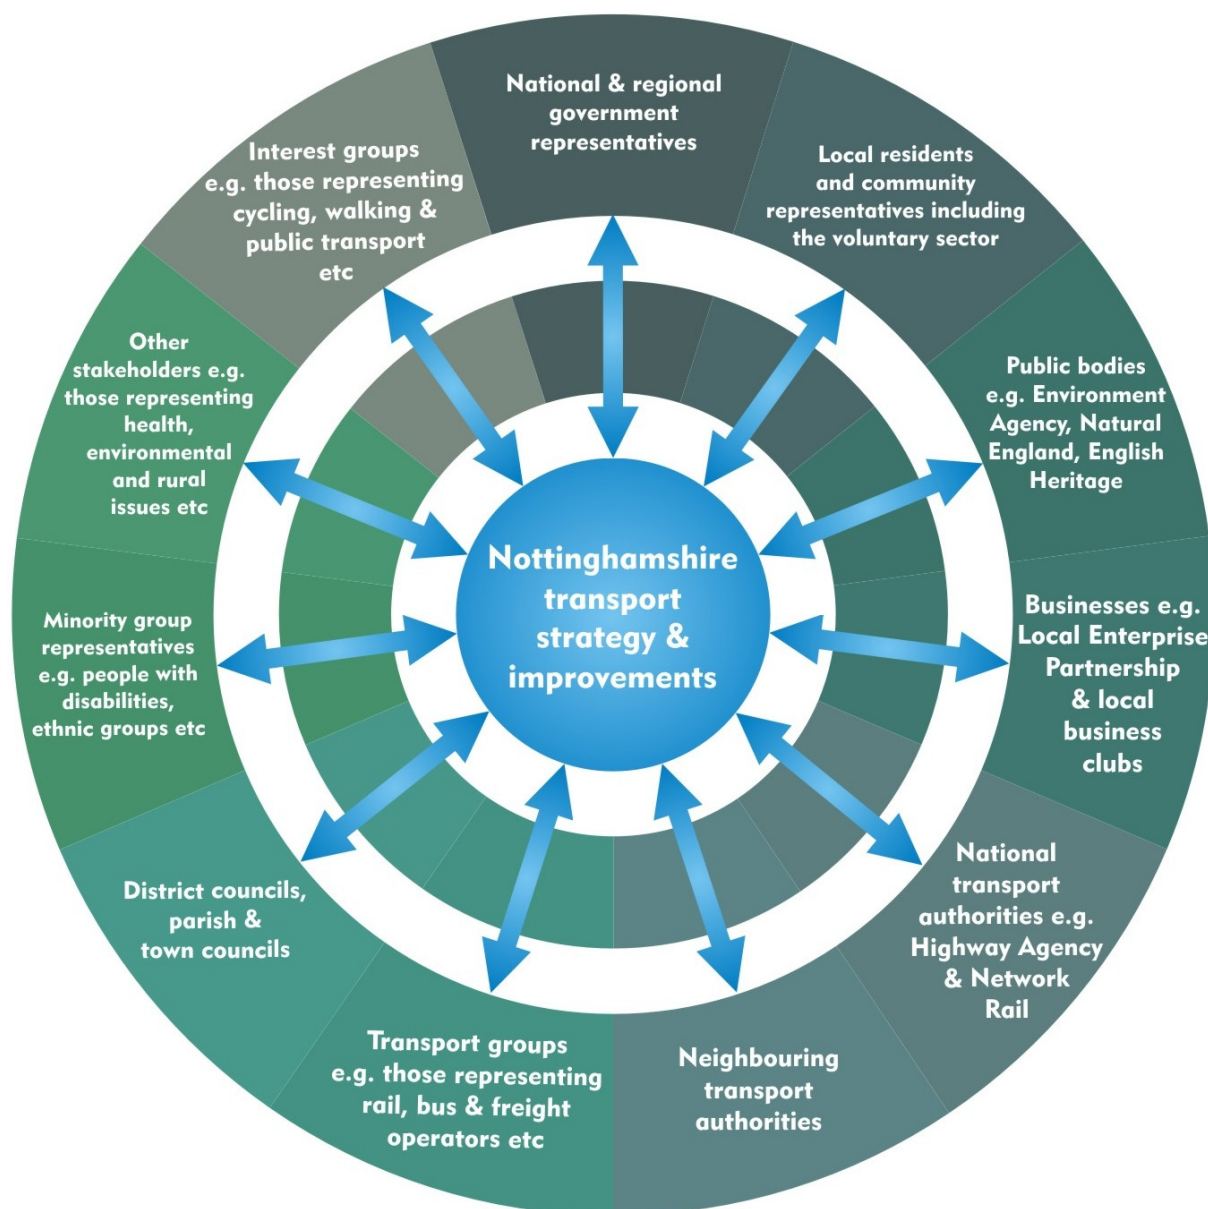 National & regional
government
representatives
Local residents
and community
representatives including
the voluntary sector
Public bodies
e.g. Environment
Agency, Natural
England, English
Heritage
Businesses e.g.
Local Enterprise
Partnership
& local
business
clubs
National
transport
authorities e.g.
Highway Agency
& Network
Rail
Neighbouring
transport
authorities
Transport groups
e.g. those representing
rail, bus & freight
operators etc
District councils,
parish &
town councils
Minority group
representatives
e.g. people with
disabilities,
ethnic groups etc
Other
stakeholders e.g.
those representing
health,
environmental
and rural
issues etc
Interest groups
e.g. those representing
cycling, walking &
public transport
etc
Nottinghamshire
transport
strategy &
improvements